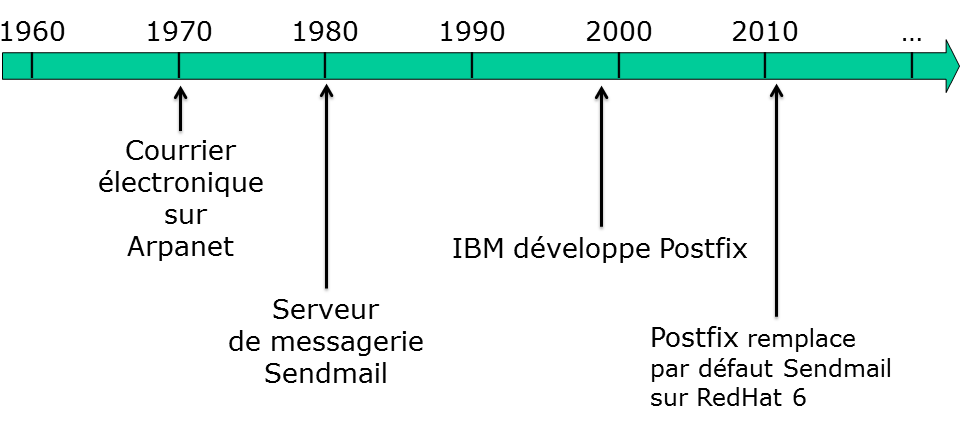 1960 1970 1980 1990 2000 2010 ...
Courrier
électronique
sur
Arpanet
IBM développe Postfix
Serveur
de messagerie
Sendmail
Postfix remplace
par défaut Sendmail
sur RedHat 6